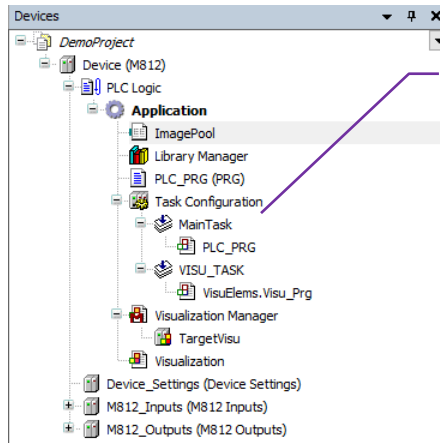 Devices
DemoProject
Device (M812)
PLC Logic
Application
ImagePool
Library Manager
PLC_PRG (PRG)
Task Configuration
MainTask
PLC_PRG
VISU_TASK
VisuElems.Visu_Prg
Visualization Manager
TargetVisu
Visualization
Device_Settings (Device Settings)
M812_Inputs (M812 Inputs)
M812_Outputs (M812 Outputs)